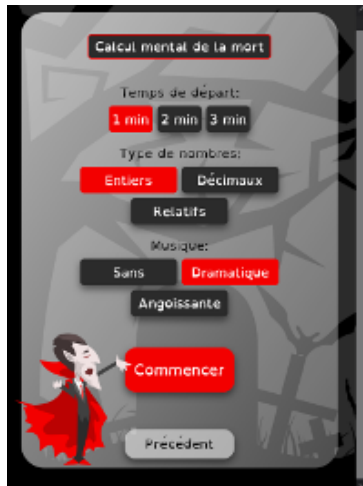 Calcul mental de la mort
Temps de départ:
1 min 2 min 3 min
Type de nombres:
Entiers Décimaux
Relatifs
Musique:
Sans Dramatique
Angoissante
Commencer
Précédent